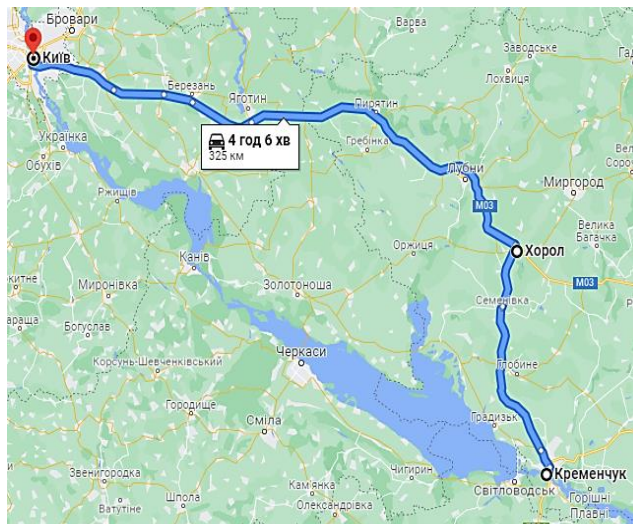 Бровари
Київ
Варва
Заводське
Березань
Лохвиця
Яготин
Пирятин
4 год 6 хв
325 км
Українка
Гребінка
Обухів
Лубни
Миргород
Ржищів
М03
Велика
Багачка
Оржиця
Хорол
Канів
М03
Миронівка
Золотоноша
Семенівка
Богуслав
Черкаси
Корсунь-Шевченківський
Глобине
Городище
Градизьк
Сміла
Звенигородка
Чигирин
Кременчук
Кам'янка
Світловодськ
Горішні
Плавні
Шпола
Ватутіне
Олександрівка